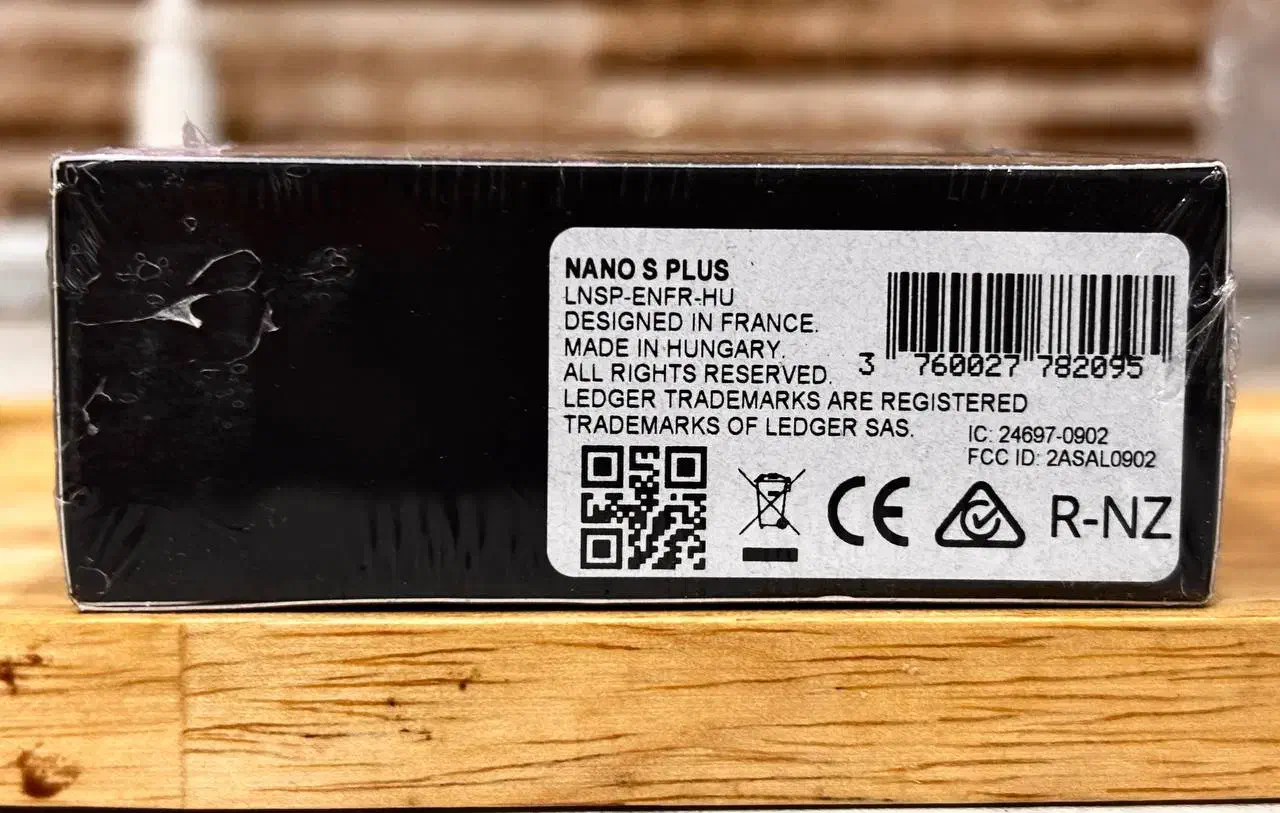 NANO S PLUS
LNSP-ENFR-HU
DESIGNED IN FRANCE.
MADE IN HUNGARY.
ALL RIGHTS RESERVED.
LEDGER TRADEMARKS ARE REGISTERED
TRADEMARKS OF LEDGER SAS.
3 760027 782095
IC: 24697-0902
FCC ID: 2ASAL0902
CE
R-NZ